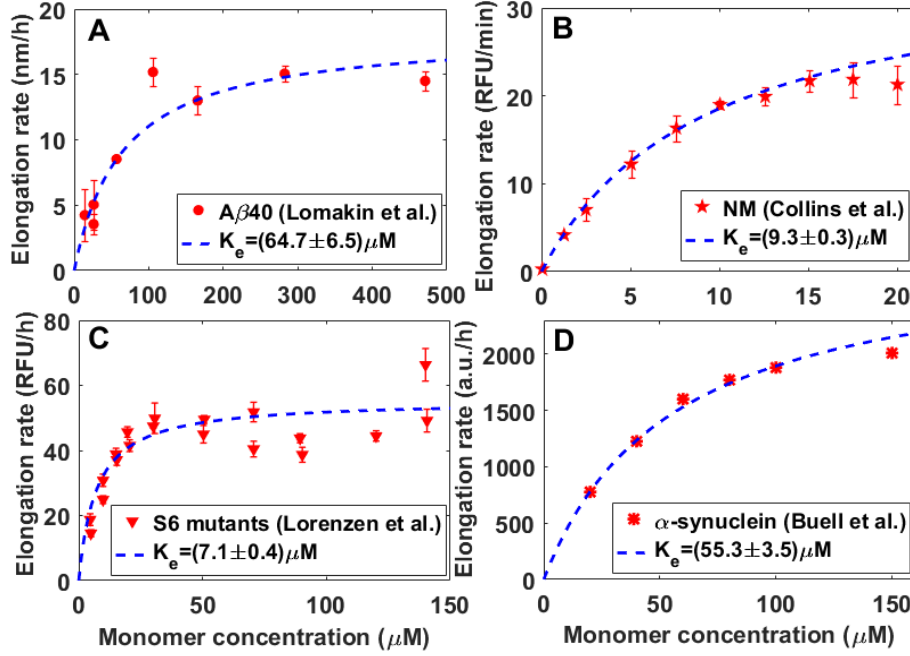 A
Elongation rate (nm/h)
20
15
10
5
0
0
100
200
300
400
500
Aβ40 (Lomakin et al.)
K_e=(64.7±6.5)μM
B
Elongation rate (RFU/min)
30
20
10
0
0
5
10
15
20
NM (Collins et al.)
K_e=(9.3±0.3)μM
C
Elongation rate (RFU/h)
80
60
40
20
0
0
50
100
150
S6 mutants (Lorenzen et al.)
K_e=(7.1±0.4)μM
Monomer concentration (μM)
D
Elongation rate (a.u./h)
2000
1500
1000
500
0
0
50
100
150
α-synuclein (Buell et al.)
K_e=(55.3±3.5)μM
Monomer concentration (μM)